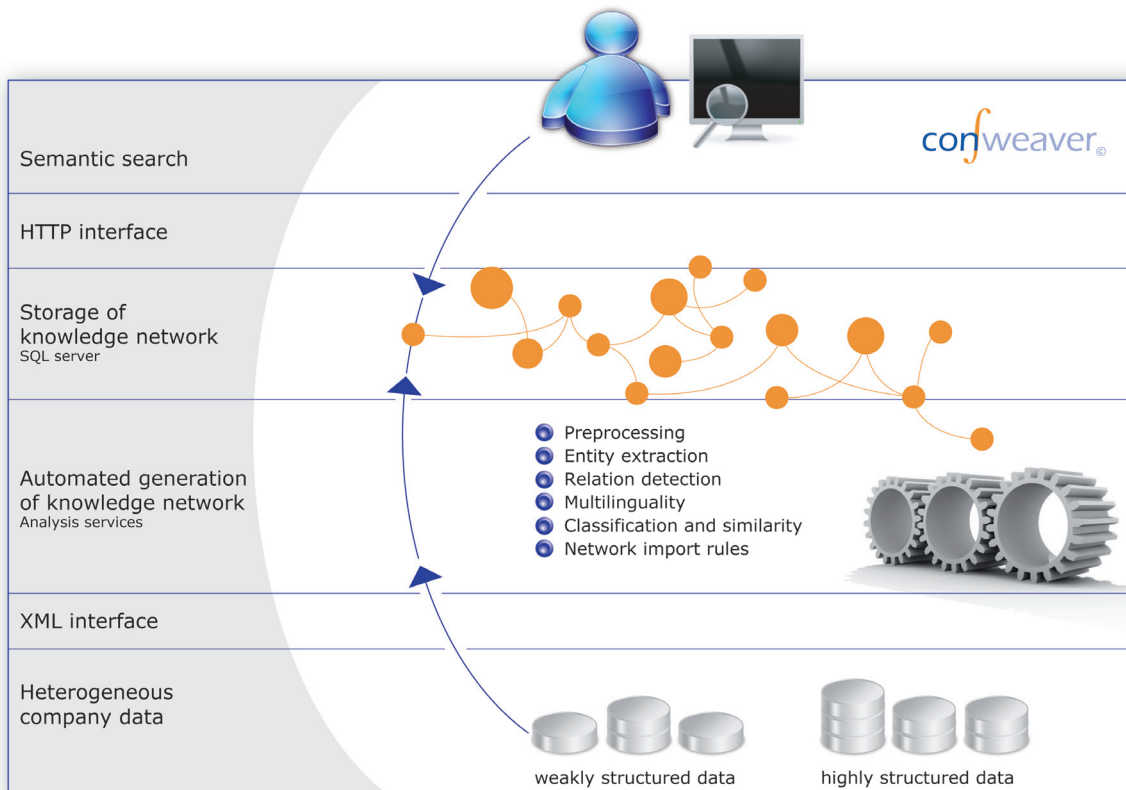 con∫weaver©
Semantic search
HTTP interface
Storage of
knowledge network
SQL server
Preprocessing
Entity extraction
Relation detection
Multilinguality
Classification and similarity
Network import rules
Automated generation
of knowledge network
Analysis services
XML interface
Heterogeneous
company data
weakly structured data
highly structured data